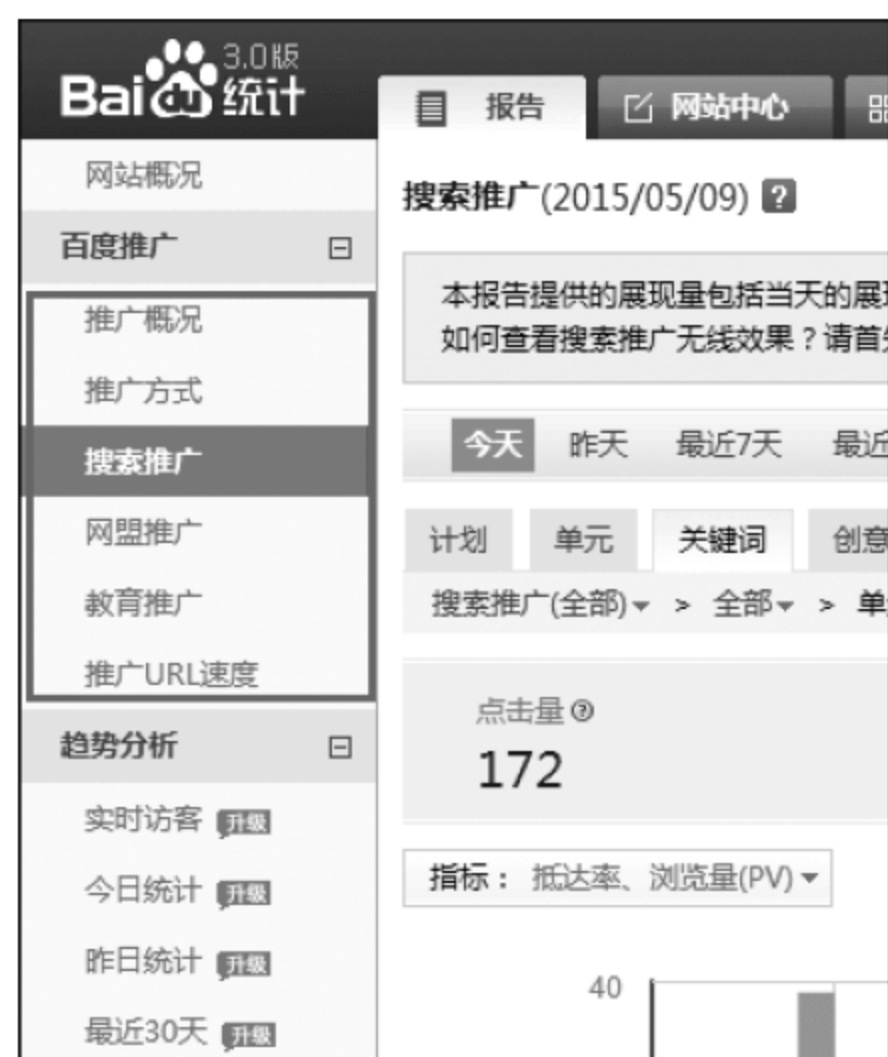 Bai du 统计 3.0版
报告
网站中心
网站概况
百度推广
推广概况
推广方式
搜索推广
网盟推广
教育推广
推广URL速度
趋势分析
实时访客 升级
今日统计 升级
昨日统计 升级
最近30天 升级
搜索推广(2015/05/09) ?
本报告提供的展现量包括当天的展
如何查看搜索推广无线效果？请首
今天 昨天 最近7天 最近
计划 单元 关键词 创意
搜索推广(全部) > 全部 > 单
点击量 ?
172
指标： 抵达率、浏览量(PV)
40